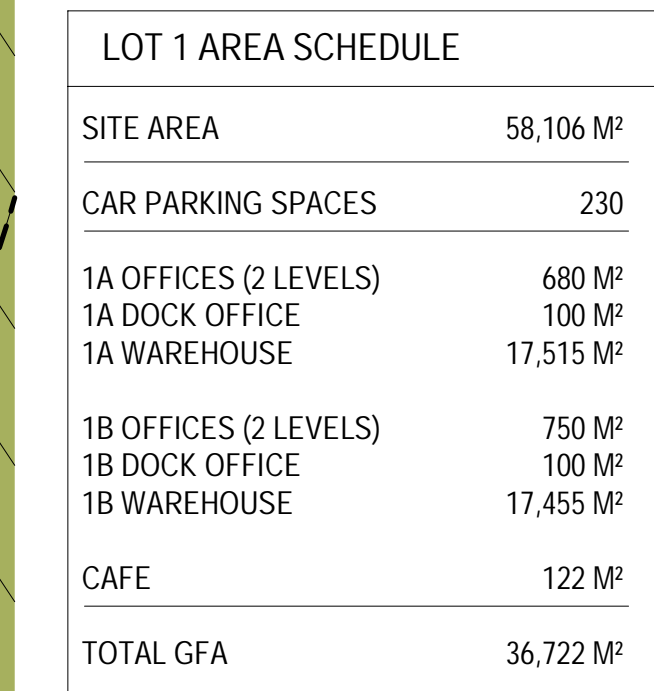 LOT 1 AREA SCHEDULE
SITE AREA 58,106 M²
CAR PARKING SPACES 230
1A OFFICES (2 LEVELS) 680 M²
1A DOCK OFFICE 100 M²
1A WAREHOUSE 17,515 M²
1B OFFICES (2 LEVELS) 750 M²
1B DOCK OFFICE 100 M²
1B WAREHOUSE 17,455 M²
CAFE 122 M²
TOTAL GFA 36,722 M²